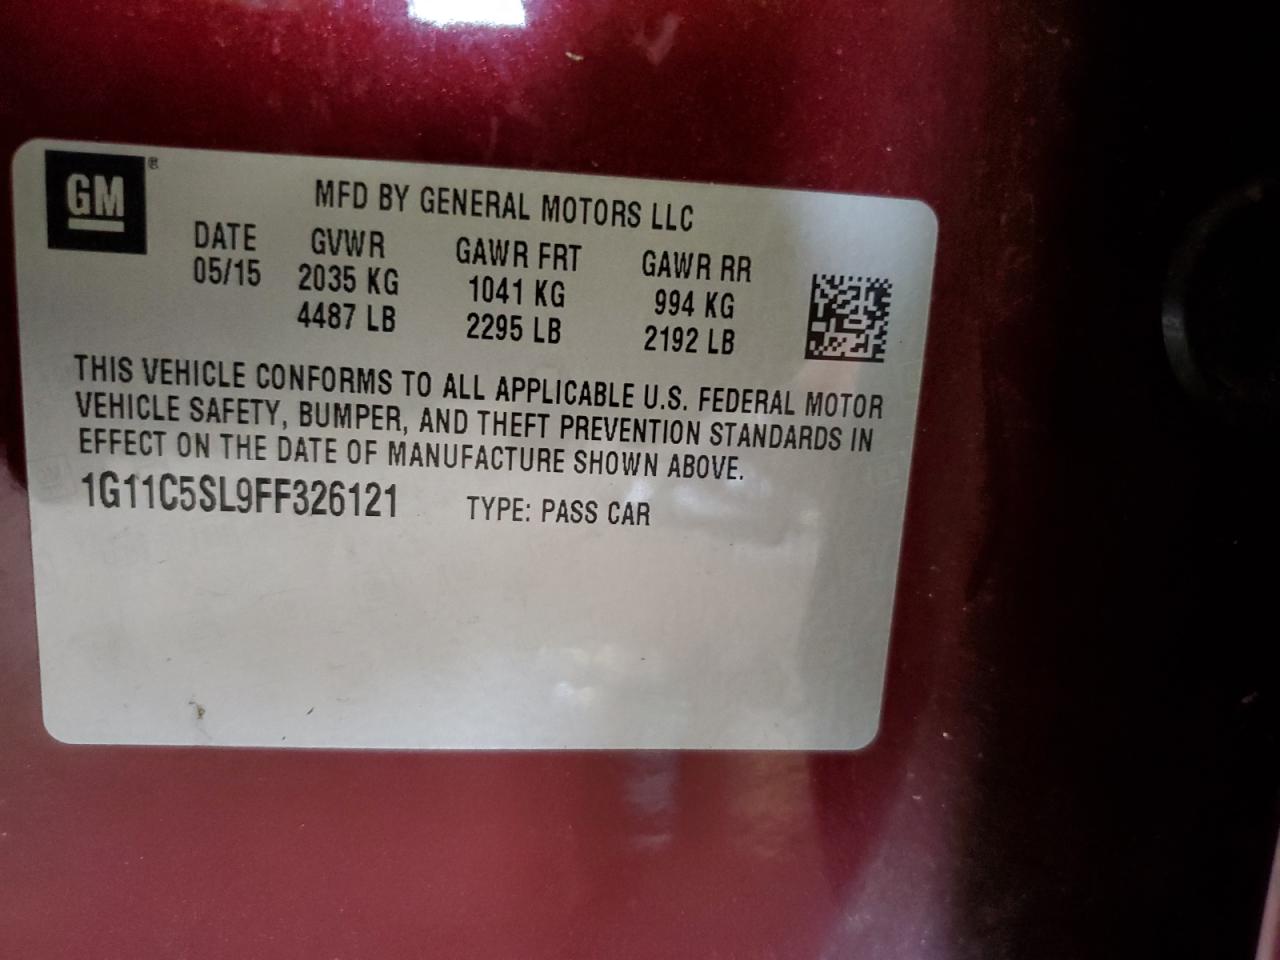 GM ®
MFD BY GENERAL MOTORS LLC
DATE GVWR GAWR FRT GAWR RR
05/15 2035 KG 1041 KG 994 KG
4487 LB 2295 LB 2192 LB
THIS VEHICLE CONFORMS TO ALL APPLICABLE U.S. FEDERAL MOTOR
VEHICLE SAFETY, BUMPER, AND THEFT PREVENTION STANDARDS IN
EFFECT ON THE DATE OF MANUFACTURE SHOWN ABOVE.
1G11C5SL9FF326121 TYPE: PASS CAR